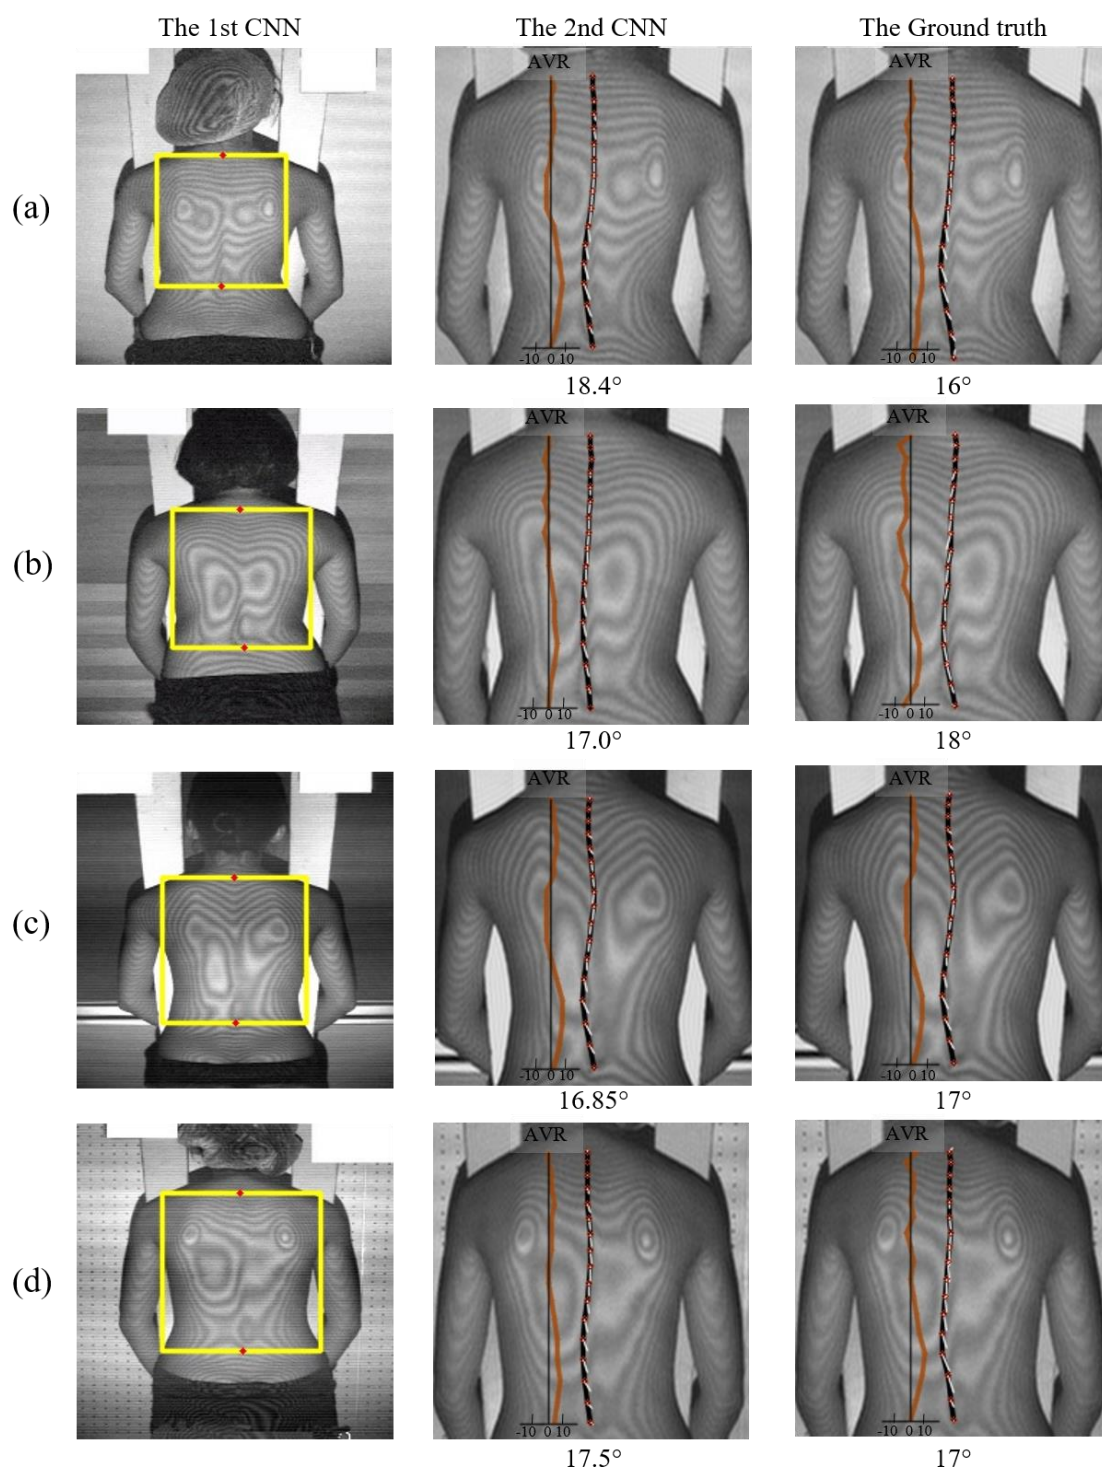 The 1st CNN The 2nd CNN The Ground truth
(a)
AVR AVR
-10 0 10 -10 0 10
18.4° 16°
(b)
AVR AVR
-10 0 10 -10 0 10
17.0° 18°
(c)
AVR AVR
-10 0 10 -10 0 10
16.85° 17°
(d)
AVR AVR
-10 0 10 -10 0 10
17.5° 17°